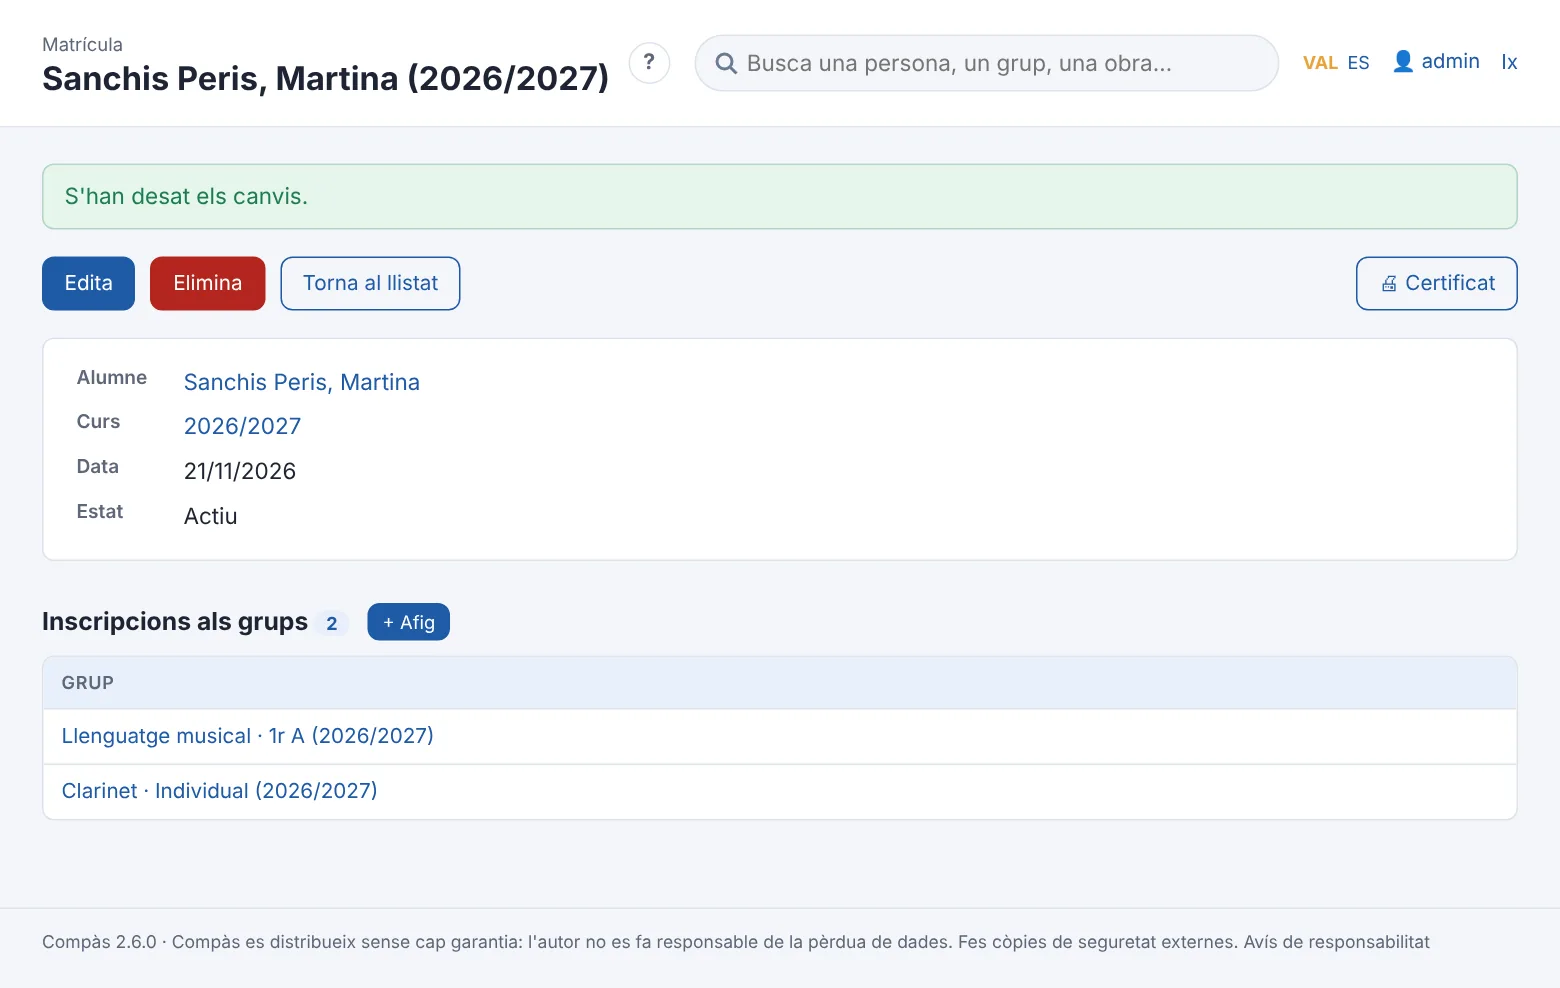 Matrícula
Sanchis Peris, Martina (2026/2027)
?
Busca una persona, un grup, una obra...
VAL ES
admin
Ix
S'han desat els canvis.
Edita
Elimina
Torna al llistat
Certificat
Alumne Sanchis Peris, Martina
Curs 2026/2027
Data 21/11/2026
Estat Actiu
Inscripcions als grups 2 + Afig
GRUP
Llenguatge musical · 1r A (2026/2027)
Clarinet · Individual (2026/2027)
Compàs 2.6.0 · Compàs es distribueix sense cap garantia: l'autor no es fa responsable de la pèrdua de dades. Fes còpies de seguretat externes. Avís de responsabilitat